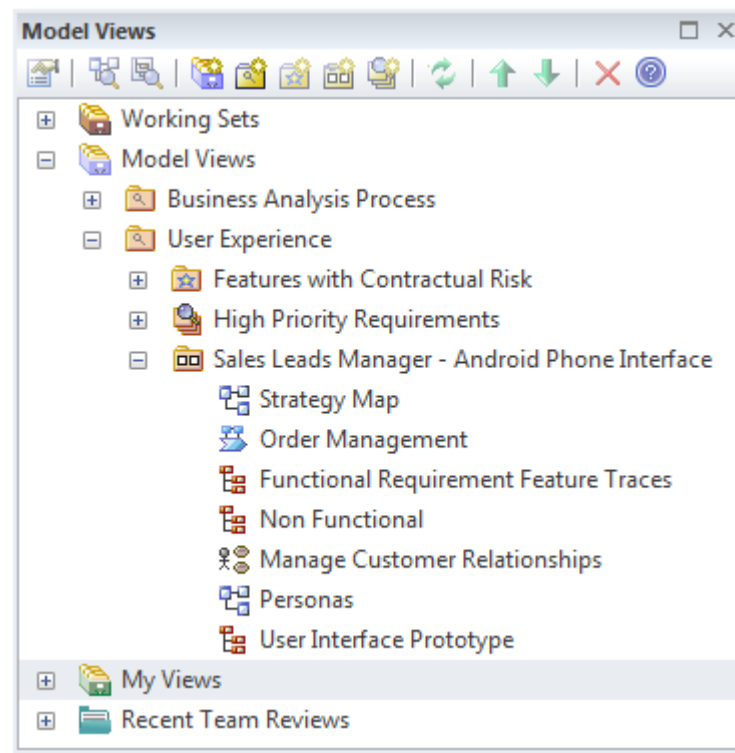 Model Views
Working Sets
Model Views
Business Analysis Process
User Experience
Features with Contractual Risk
High Priority Requirements
Sales Leads Manager - Android Phone Interface
Strategy Map
Order Management
Functional Requirement Feature Traces
Non Functional
Manage Customer Relationships
Personas
User Interface Prototype
My Views
Recent Team Reviews